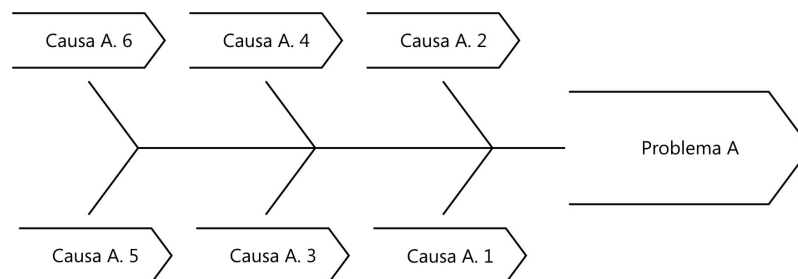 Causa A. 6
Causa A. 4
Causa A. 2
Problema A
Causa A. 5
Causa A. 3
Causa A. 1